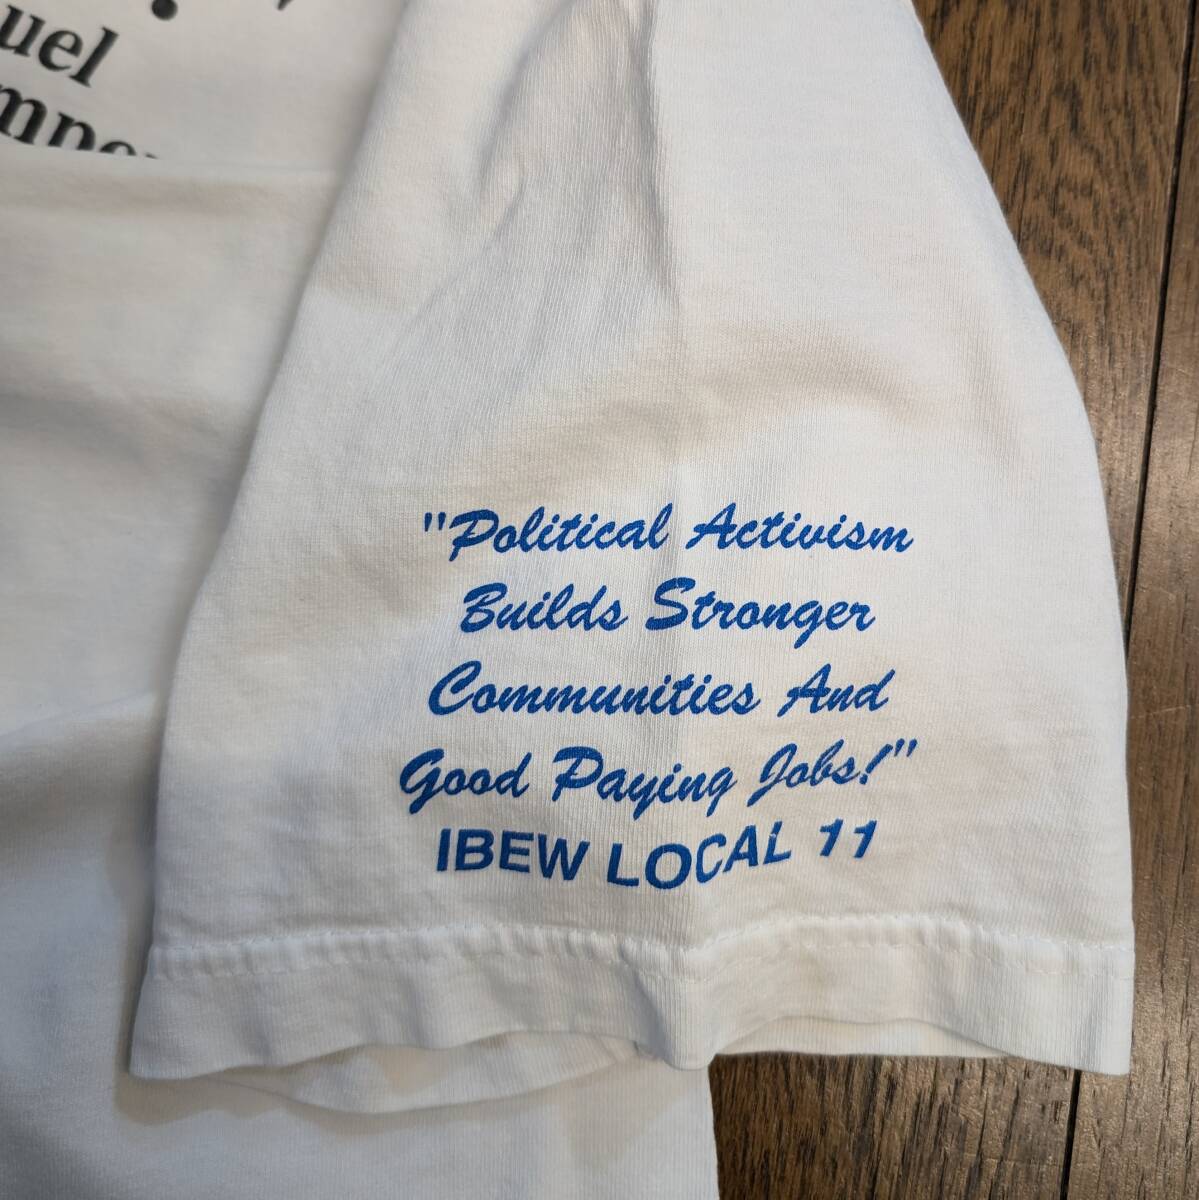 uel
"Political Activism
Builds Stronger
Communities And
Good Paying Jobs!"
IBEW LOCAL 11